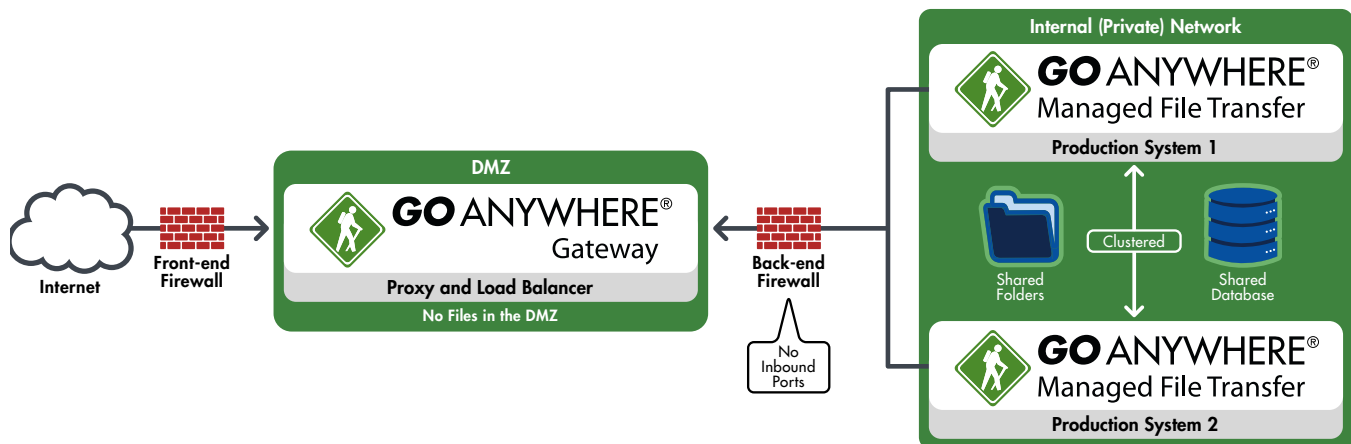 Internet
Front-end
Firewall
DMZ
GO ANYWHERE®
Gateway
Proxy and Load Balancer
No Files in the DMZ
Back-end
Firewall
No
Inbound
Ports
Internal (Private) Network
GO ANYWHERE®
Managed File Transfer
Production System 1
Shared
Folders
Clustered
Shared
Database
GO ANYWHERE®
Managed File Transfer
Production System 2